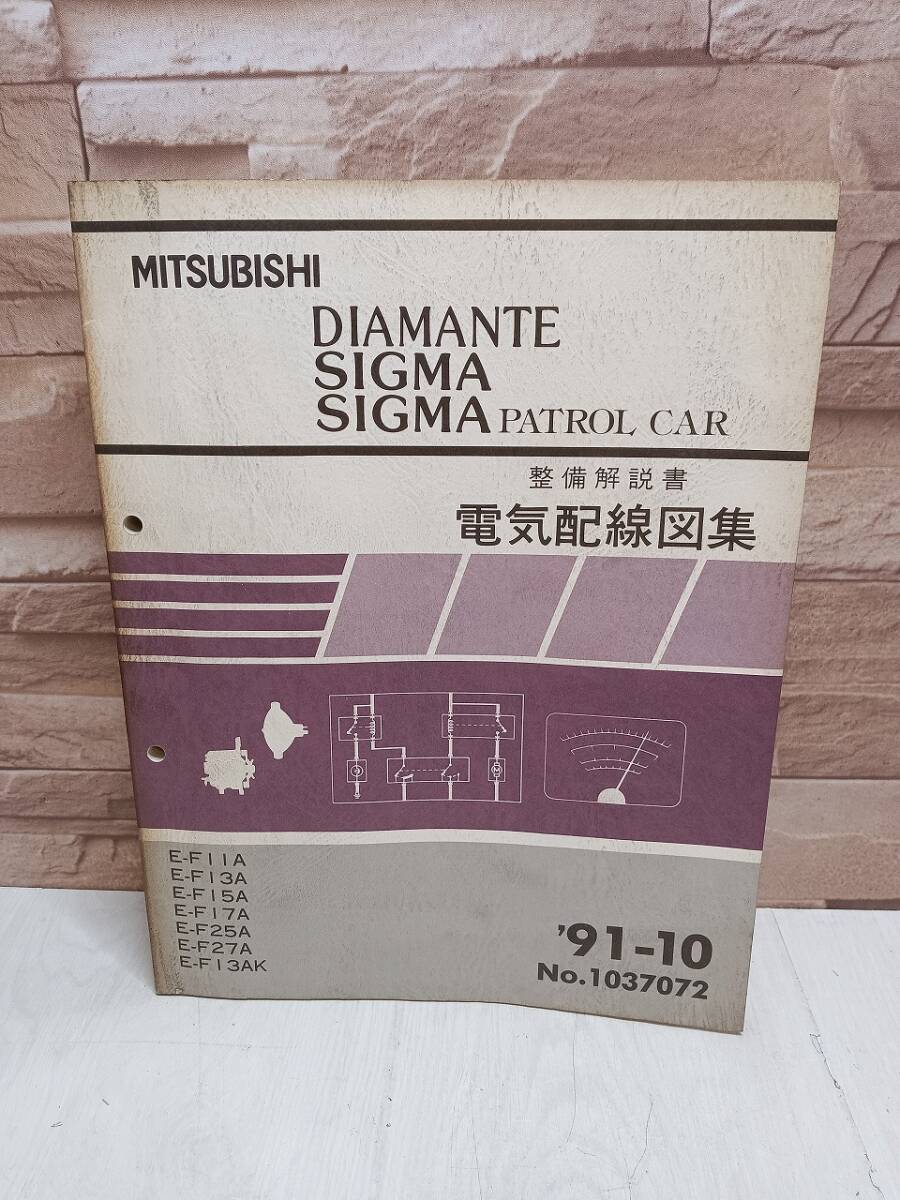 MITSUBISHI
DIAMANTE
SIGMA
SIGMA PATROL CAR
整備解説書
電気配線図集
E-F11A
E-F13A
E-F15A
E-F17A
E-F25A
E-F27A
E-F13AK
'91-10
No.1037072